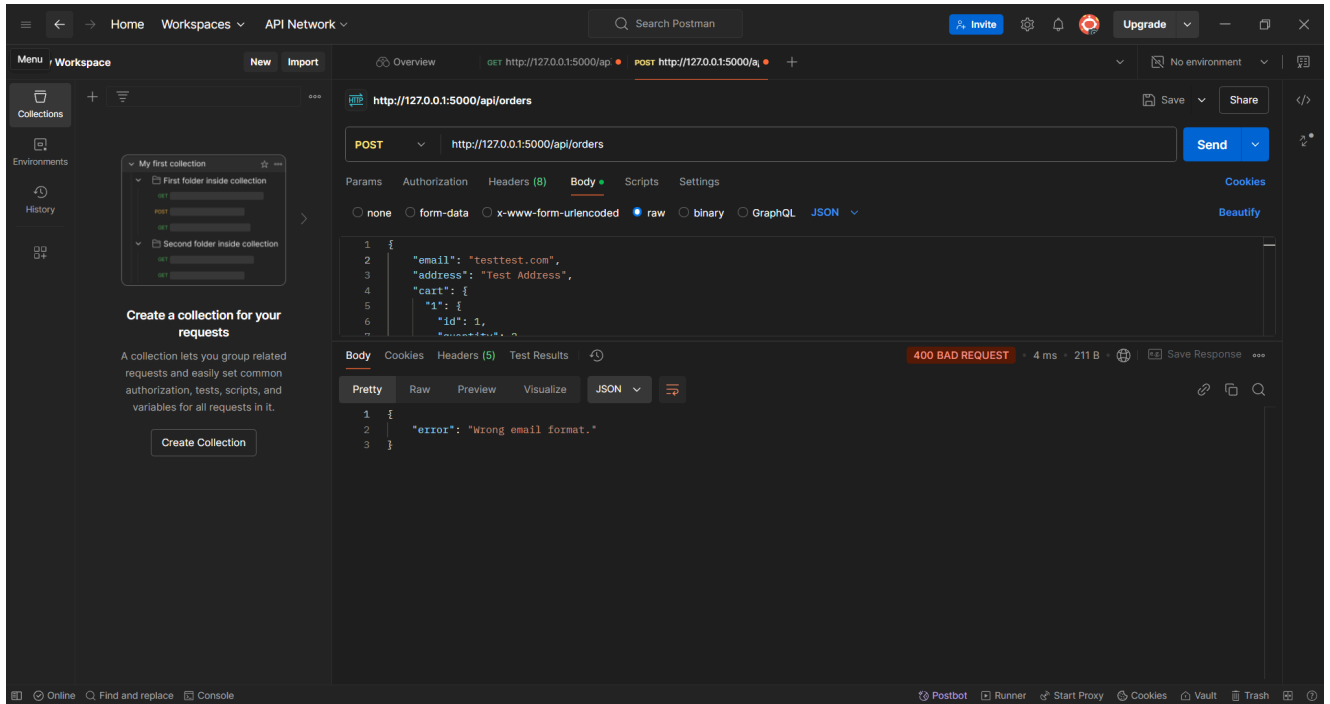 Home Workspaces API Network Search Postman Invite Upgrade
Menu Workspace New Import Overview GET http://127.0.0.1:5000/ap POST http://127.0.0.1:5000/a No environment
Collections
Environments
History
My first collection
First folder inside collection
GET
POST
GET
Second folder inside collection
GET
GET
Create a collection for your
requests
A collection lets you group related
requests and easily set common
authorization, tests, scripts, and
variables for all requests in it.
Create Collection
HTTP http://127.0.0.1:5000/api/orders Save Share
POST http://127.0.0.1:5000/api/orders Send
Params Authorization Headers (8) Body Scripts Settings Cookies
none form-data x-www-form-urlencoded raw binary GraphQL JSON Beautify
1 {
2 "email": "testtest.com",
3 "address": "Test Address",
4 "cart": {
5 "1": {
6 "id": 1,
Body Cookies Headers (5) Test Results 400 BAD REQUEST 4 ms 211 B Save Response
Pretty Raw Preview Visualize JSON
1 {
2 "error": "Wrong email format."
3 }
Online Find and replace Console Postbot Runner Start Proxy Cookies Vault Trash